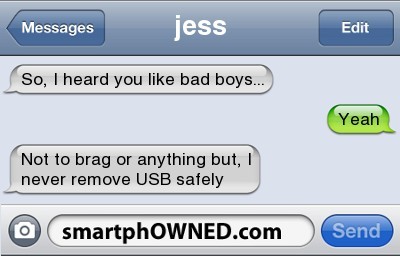 Messages
jess
Edit
So, I heard you like bad boys...
Yeah
Not to brag or anything but, I
never remove USB safely
smartphOWNED.com
Send